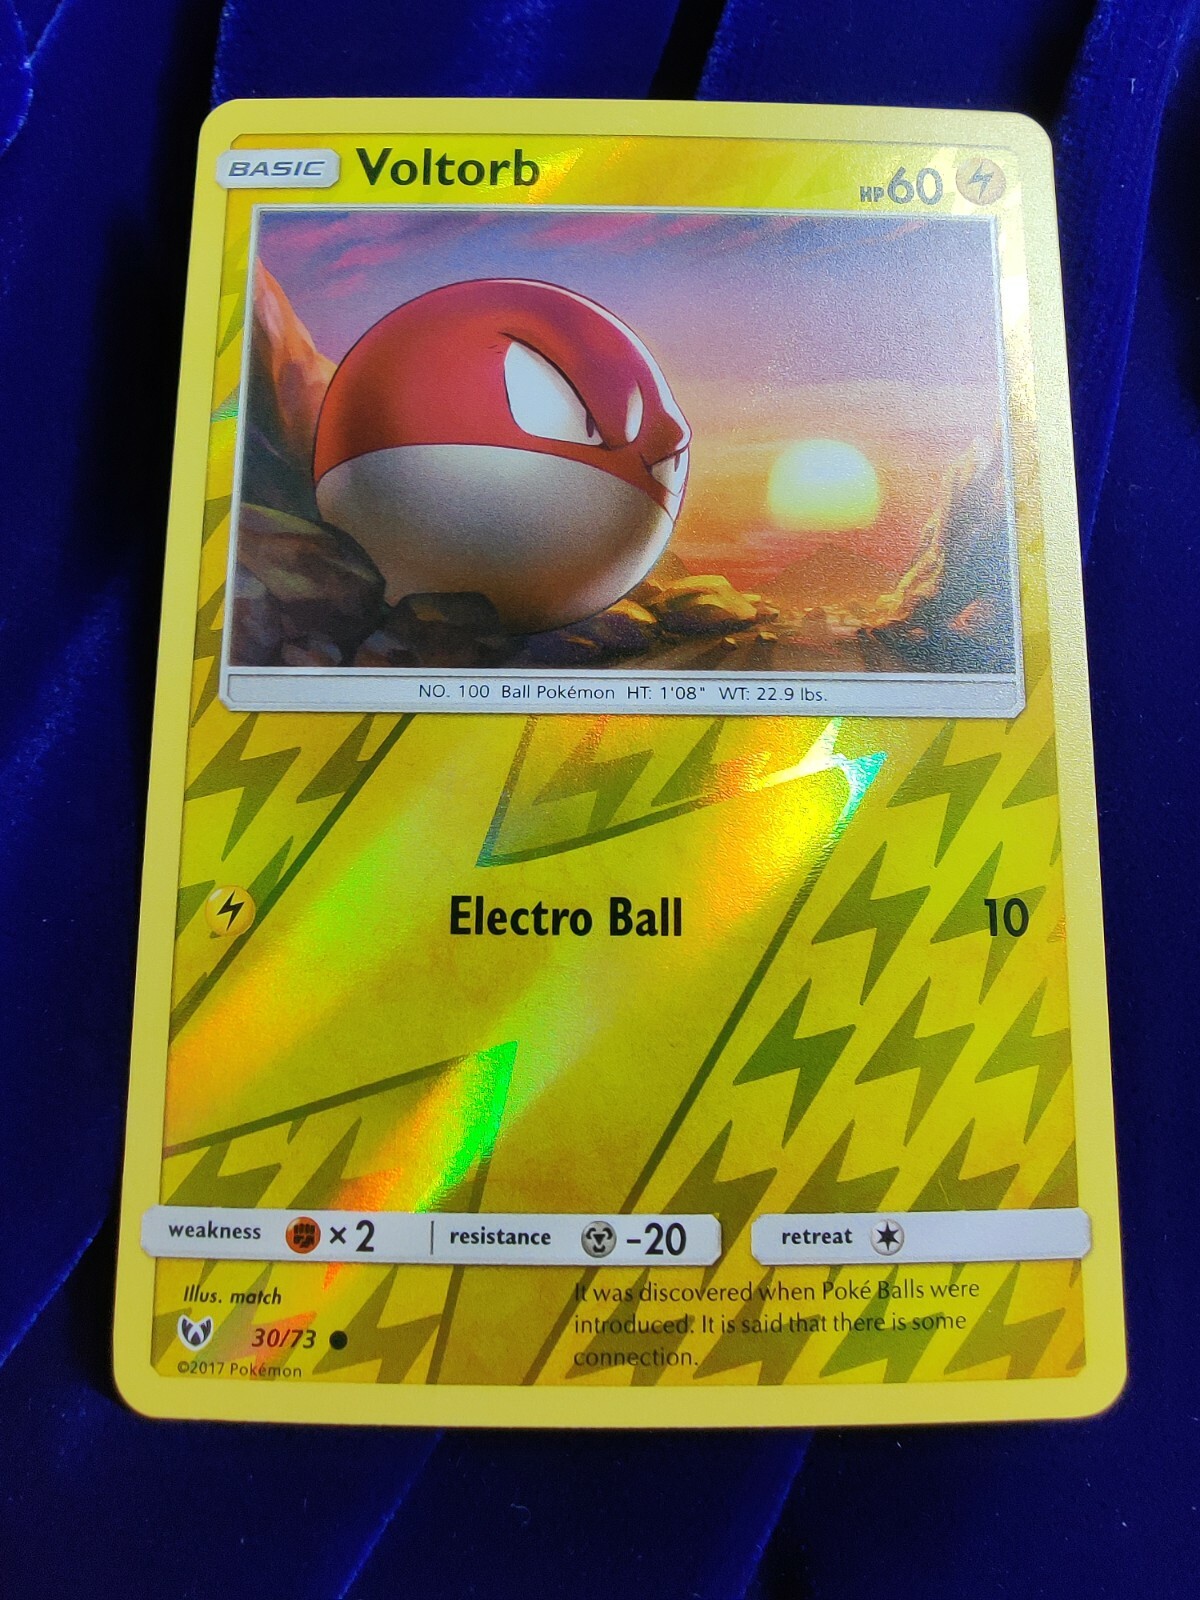 BASIC Voltorb HP 60
NO. 100 Ball Pokémon HT: 1'08" WT: 22.9 lbs.
Electro Ball 10
weakness × 2 resistance -20 retreat
Illus. match
30/73
©2017 Pokémon
It was discovered when Poké Balls were
introduced. It is said that there is some
connection.